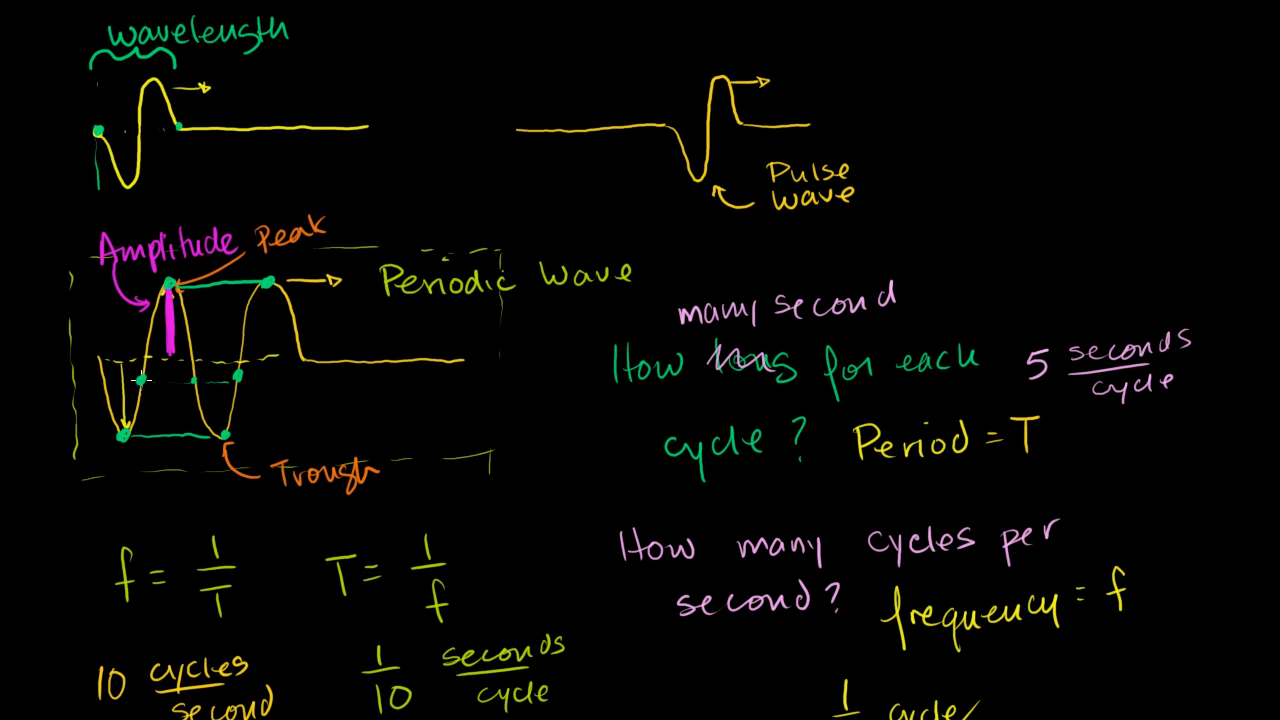 wavelength
Pulse
wave
Amplitude Peak
Periodic wave
many second
How long for each
5 seconds
cycle
cycle? Period = T
Trough
f = 1/T T = 1/f
How many cycles per
second? frequency = f
10 cycles/second 1/10 seconds/cycle
1 cycle/